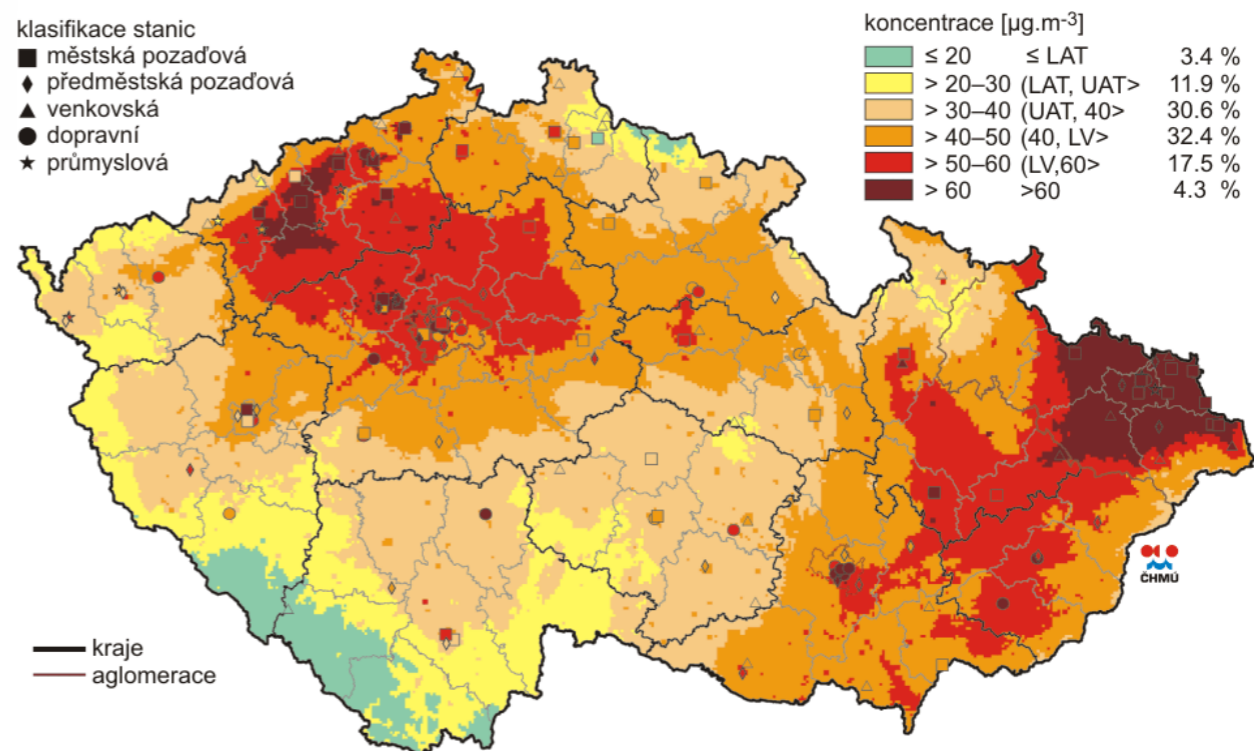 klasifikace stanic
městská pozaďová
předměstská pozaďová
venkovská
dopravní
průmyslová
koncentrace [µg.m-3]
≤ 20 ≤ LAT 3.4 %
> 20–30 (LAT, UAT> 11.9 %
> 30–40 (UAT, 40> 30.6 %
> 40–50 (40, LV> 32.4 %
> 50–60 (LV,60> 17.5 %
> 60 >60 4.3 %
ČHMÚ
kraje
aglomerace